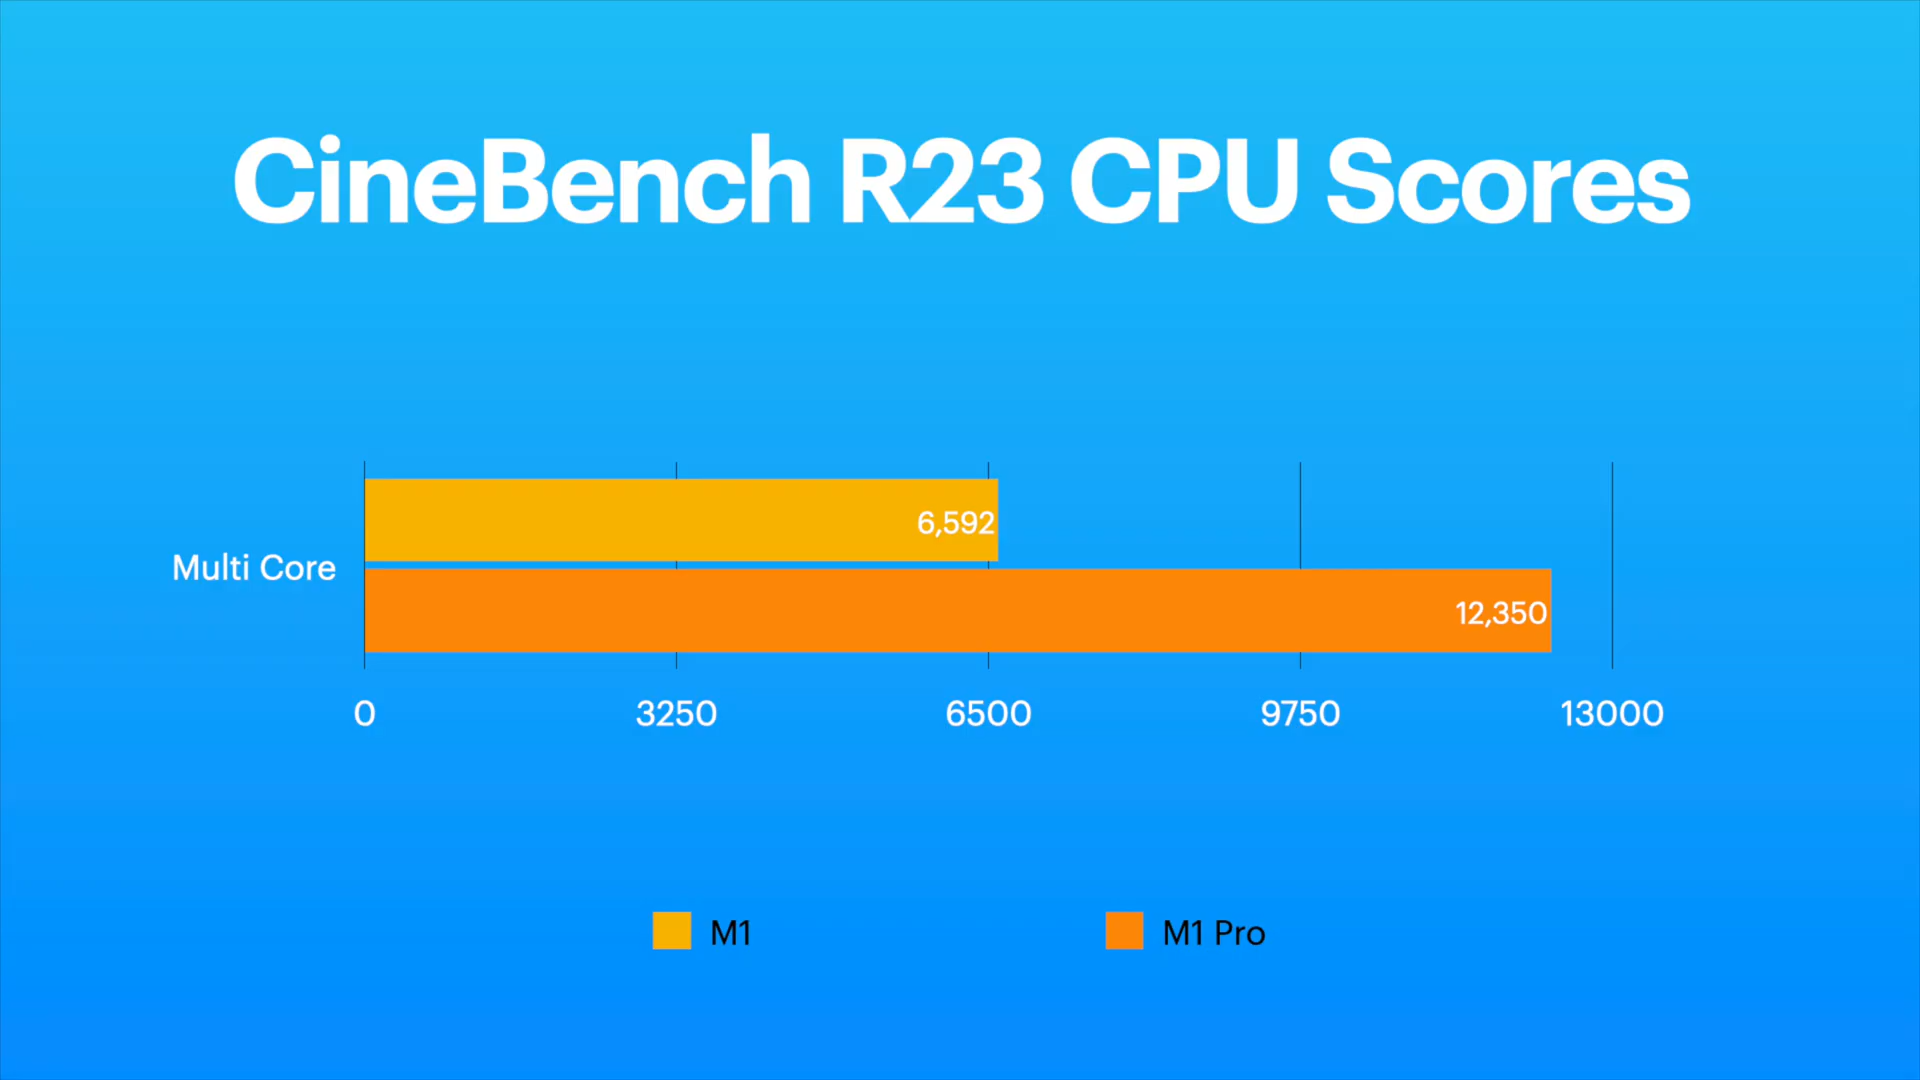 CineBench R23 CPU Scores
6,592
Multi Core
12,350
0 3250 6500 9750 13000
M1 M1 Pro